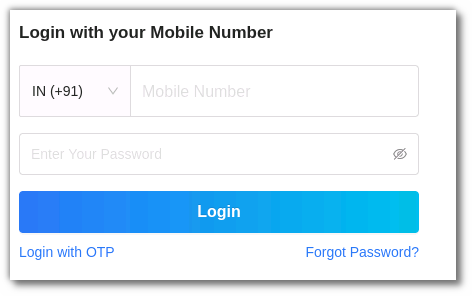 Login with your Mobile Number
IN (+91) Mobile Number
Enter Your Password
Login
Login with OTP Forgot Password?